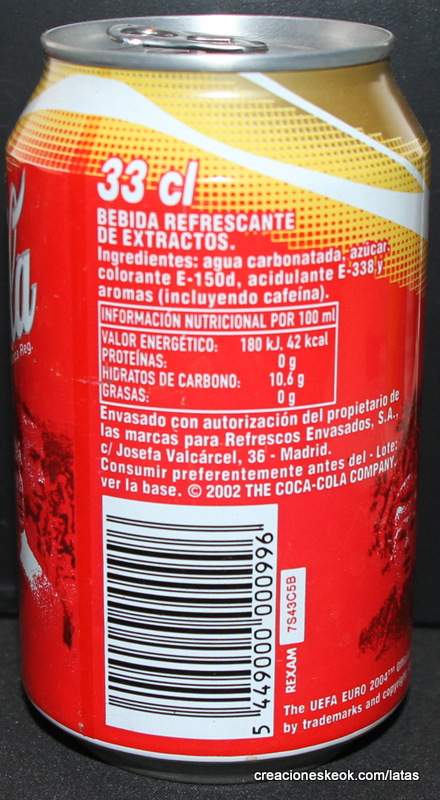 33 cl
BEBIDA REFRESCANTE
DE EXTRACTOS.
Ingredientes: agua carbonatada, azúcar,
colorante E-150d, acidulante E-338 y
aromas (incluyendo cafeína).
INFORMACIÓN NUTRICIONAL POR 100 ml
VALOR ENERGÉTICO: 180 kJ, 42 kcal
PROTEÍNAS: 0 g
HIDRATOS DE CARBONO: 10,6 g
GRASAS: 0 g
Envasado con autorización del propietario de
las marcas para Refrescos Envasados, S.A.,
c/ Josefa Valcárcel, 36 - Madrid.
Consumir preferentemente antes del - Lote:
ver la base. © 2002 THE COCA-COLA COMPANY.
la
Reg.
5 449000 000996
REXAM 7S43C5B
The UEFA EURO 2004™
by trademarks and
creacioneskeok.com/latas